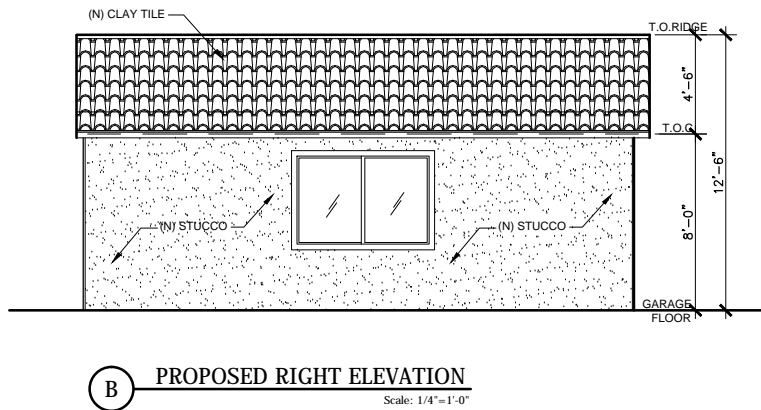 (N) CLAY TILE
T.O.RIDGE
4'-6"
T.O.C
12'-6"
8'-0"
(N) STUCCO
(N) STUCCO
GARAGE
FLOOR
B
PROPOSED RIGHT ELEVATION
Scale: 1/4"=1'-0"